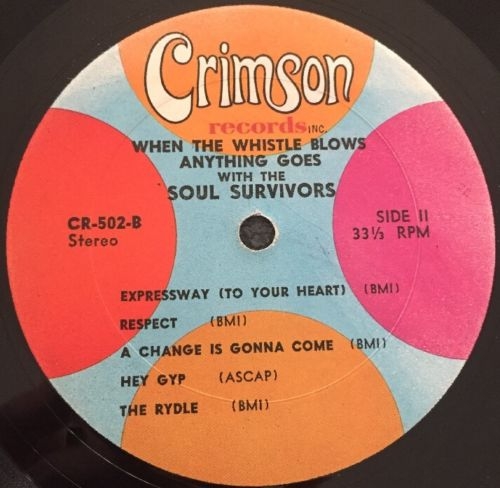 Crimson
records INC.
WHEN THE WHISTLE BLOWS
ANYTHING GOES
WITH THE
SOUL SURVIVORS
CR-502-B
Stereo
SIDE II
33⅓ RPM
EXPRESSWAY (TO YOUR HEART) (BMI)
RESPECT (BMI)
A CHANGE IS GONNA COME (BMI)
HEY GYP (ASCAP)
THE RYDLE (BMI)